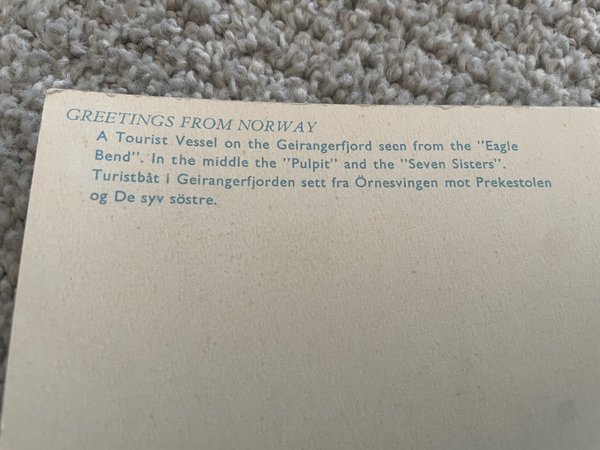 GREETINGS FROM NORWAY
A Tourist Vessel on the Geirangerfjord seen from the "Eagle
Bend". In the middle the "Pulpit" and the "Seven Sisters".
Turistbåt i Geirangerfjorden sett fra Örnesvingen mot Prekestolen
og De syv söstre.